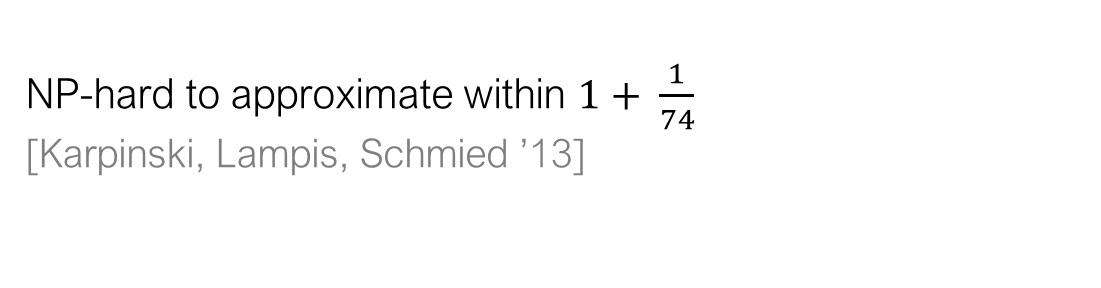 NP-hard to approximate within 1 + 1/74
[Karpinski, Lampis, Schmied ’13]